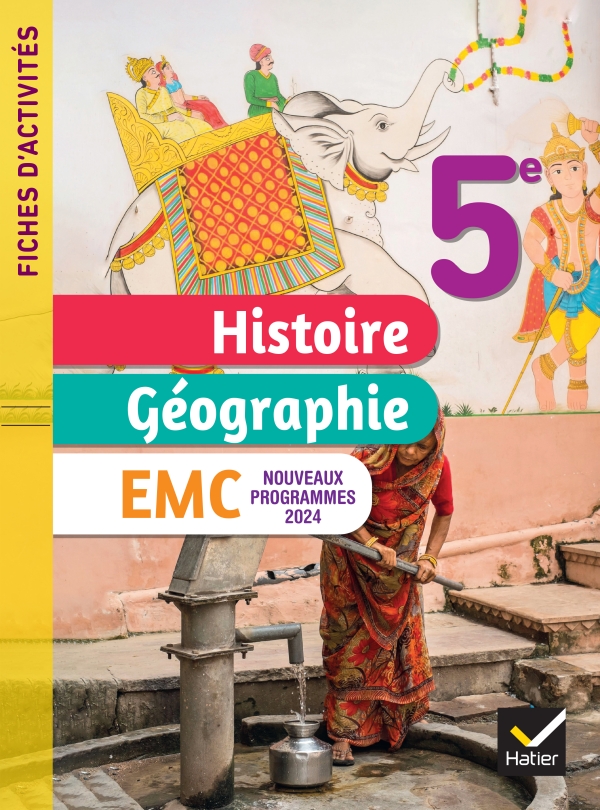 FICHES D'ACTIVITÉS
5e
Histoire
Géographie
EMC
NOUVEAUX
PROGRAMMES
2024
Hatier